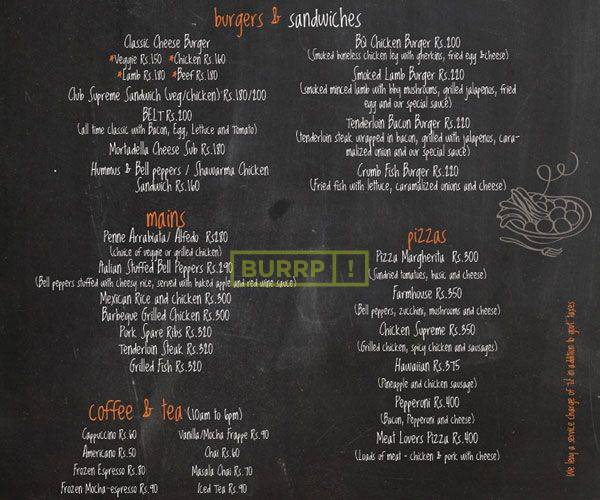 burgers & sandwiches
Classic Cheese Burger
*Veggie Rs.150 *Chicken Rs.160
*Lamb Rs.180 *Beef Rs.180
Club Supreme Sandwich (veg/chicken) Rs.180/200
BELT Rs.200
(all time classic with Bacon, Egg, Lettuce and Tomato)
Mortadella Cheese Sub Rs.180
Hummus & Bell peppers / Shawarma Chicken
Sandwich Rs.160
BQ Chicken Burger Rs.200
(Smoked boneless chicken leg with gherkins, fried egg & cheese)
Smoked Lamb Burger Rs.220
(smoked minced lamb with bby mushroms, grilled jalapenos, fried
egg and our special sauce)
Tenderloin Bacon Burger Rs.220
(tenderloin steak wrapped in bacon, grilled with jalapenos, cara-
malized onion and our special sauce)
Crumb Fish Burger Rs.220
(Fried fish with lettuce, caramalized onions and cheese)
mains
Penne Arrabiata/ Alfedo Rs280
(choice of veggie or grilled chicken)
Italian Stuffed Bell Peppers Rs.290
(Bell peppers stuffed with cheesy rice, served with baked apple and red wine sauce)
Mexican Rice and chicken Rs.300
Barbeque Grilled Chicken Rs.300
Pork Spare Ribs Rs.320
Tenderloin Steak Rs.320
Grilled Fish Rs.320
BURRP!
pizzas
Pizza Margherita Rs.300
(Sundried tomatoes, basic and cheese)
Farmhouse Rs.350
(Bell peppers, zucchini, mushrooms and cheese)
Chicken Supreme Rs.350
(Grilled chicken, spicy chicken and sausages)
Hawaiian Rs.375
(Pineapple and chicken sausage)
Pepperoni Rs.400
(Bacon, Pepperoni and cheese)
Meat Lovers Pizza Rs.400
(Loads of meat - chicken & pork with cheese)
coffee & tea (10am to 6pm)
Cappuccino Rs.60
Americano Rs.50
Frozen Espresso Rs.80
Frozen Mocha-espresso Rs.90
Vanilla/Mocha Frappe Rs.90
Chai Rs.60
Masala Chai Rs.70
Iced Tea Rs.90
We levy a service charge of in addition to govt. taxes